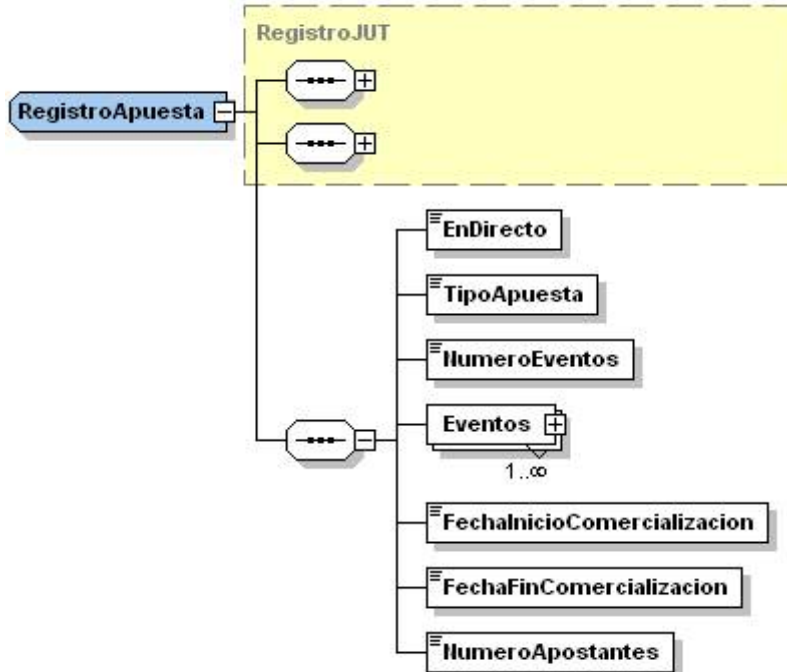 RegistroJUT
RegistroApuesta
EnDirecto
TipoApuesta
NumeroEventos
Eventos
1..∞
FechaInicioComercializacion
FechaFinComercializacion
NumeroApostantes